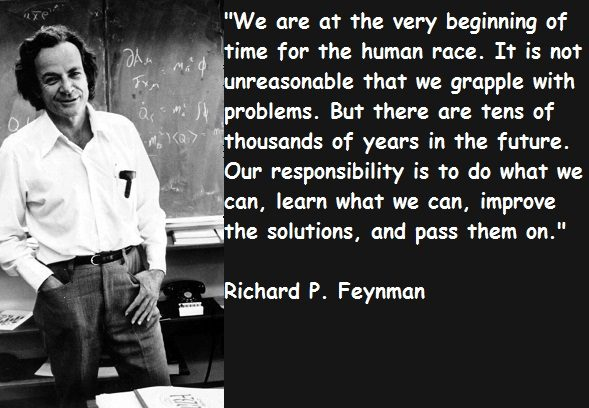 "We are at the very beginning of
time for the human race. It is not
unreasonable that we grapple with
problems. But there are tens of
thousands of years in the future.
Our responsibility is to do what we
can, learn what we can, improve
the solutions, and pass them on."
Richard P. Feynman